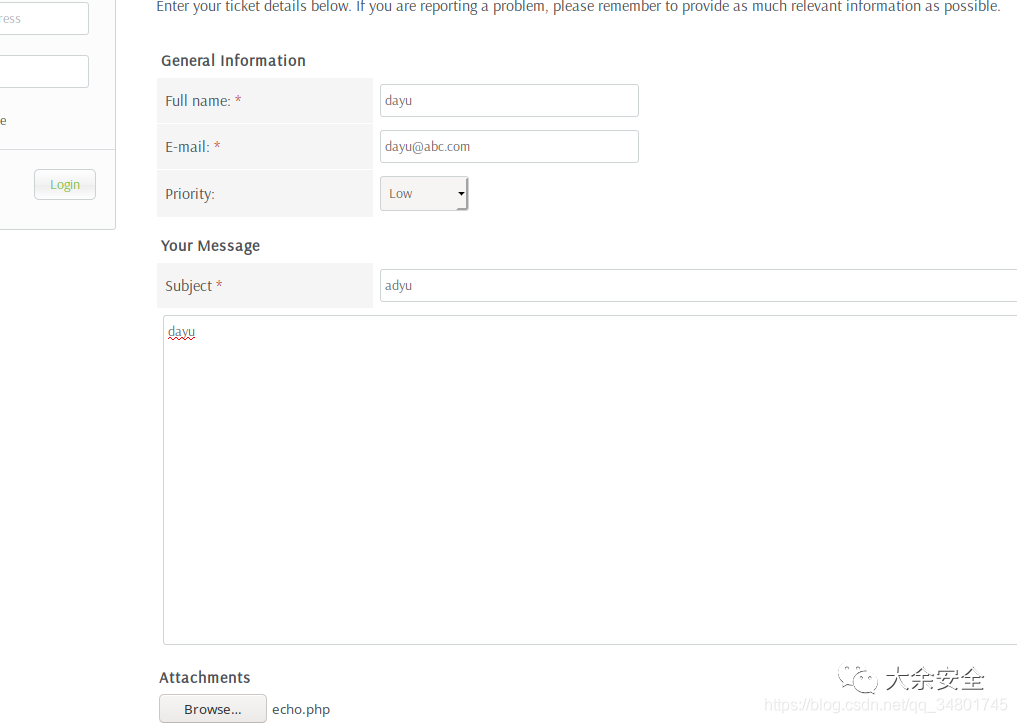 Enter your ticket details below. If you are reporting a problem, please remember to provide as much relevant information as possible.
ress
General Information
Full name: *
dayu
E-mail: *
dayu@abc.com
e
Priority:
Low
Login
Your Message
Subject *
adyu
dayu
Attachments
Browse...
echo.php
大余安全
https://blog.csdn.net/qq_34801745